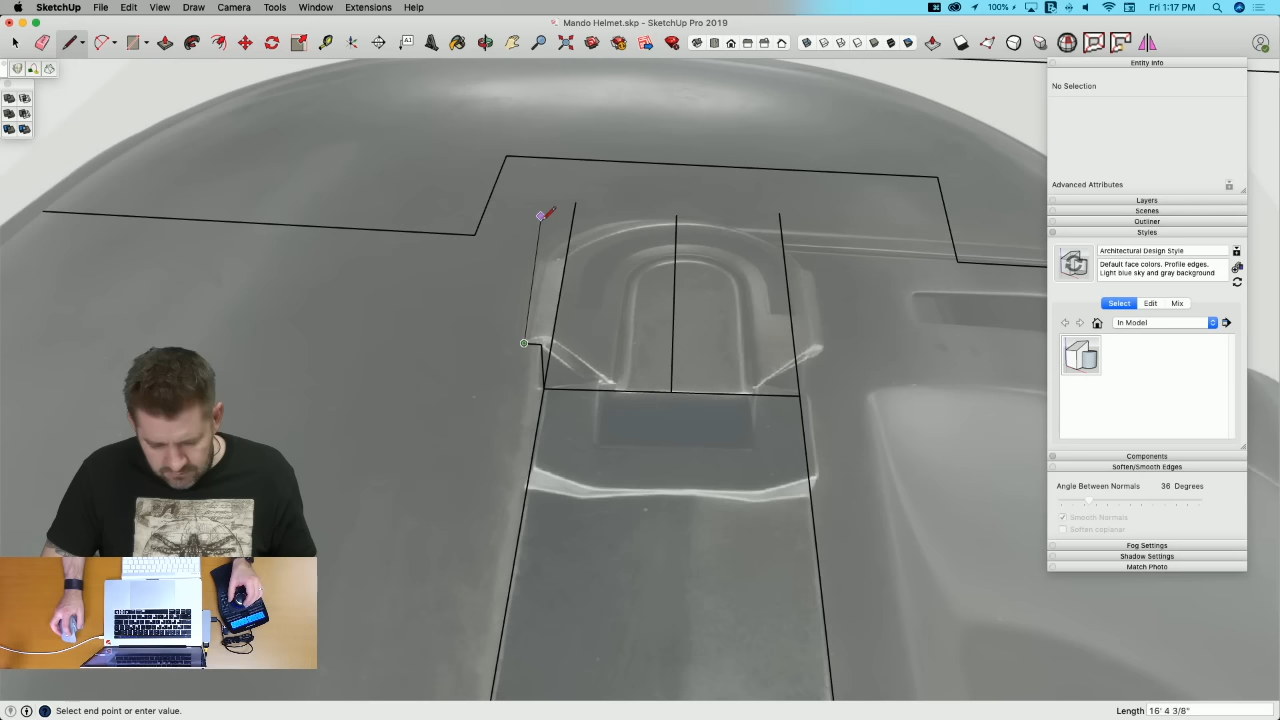 SketchUp File Edit View Draw Camera Tools Window Extensions Help
100% Fri 1:17 PM
Mando Helmet.skp - SketchUp Pro 2019
A1
Entity Info
No Selection
Advanced Attributes
Layers
Scenes
Outliner
Styles
Architectural Design Style
Default face colors. Profile edges.
Light blue sky and gray background
Select Edit Mix
In Model
Components
Soften/Smooth Edges
Angle Between Normals 36 Degrees
Smooth Normals
Soften coplanar
Fog Settings
Shadow Settings
Match Photo
Select end point or enter value.
Length 16' 4 3/8"